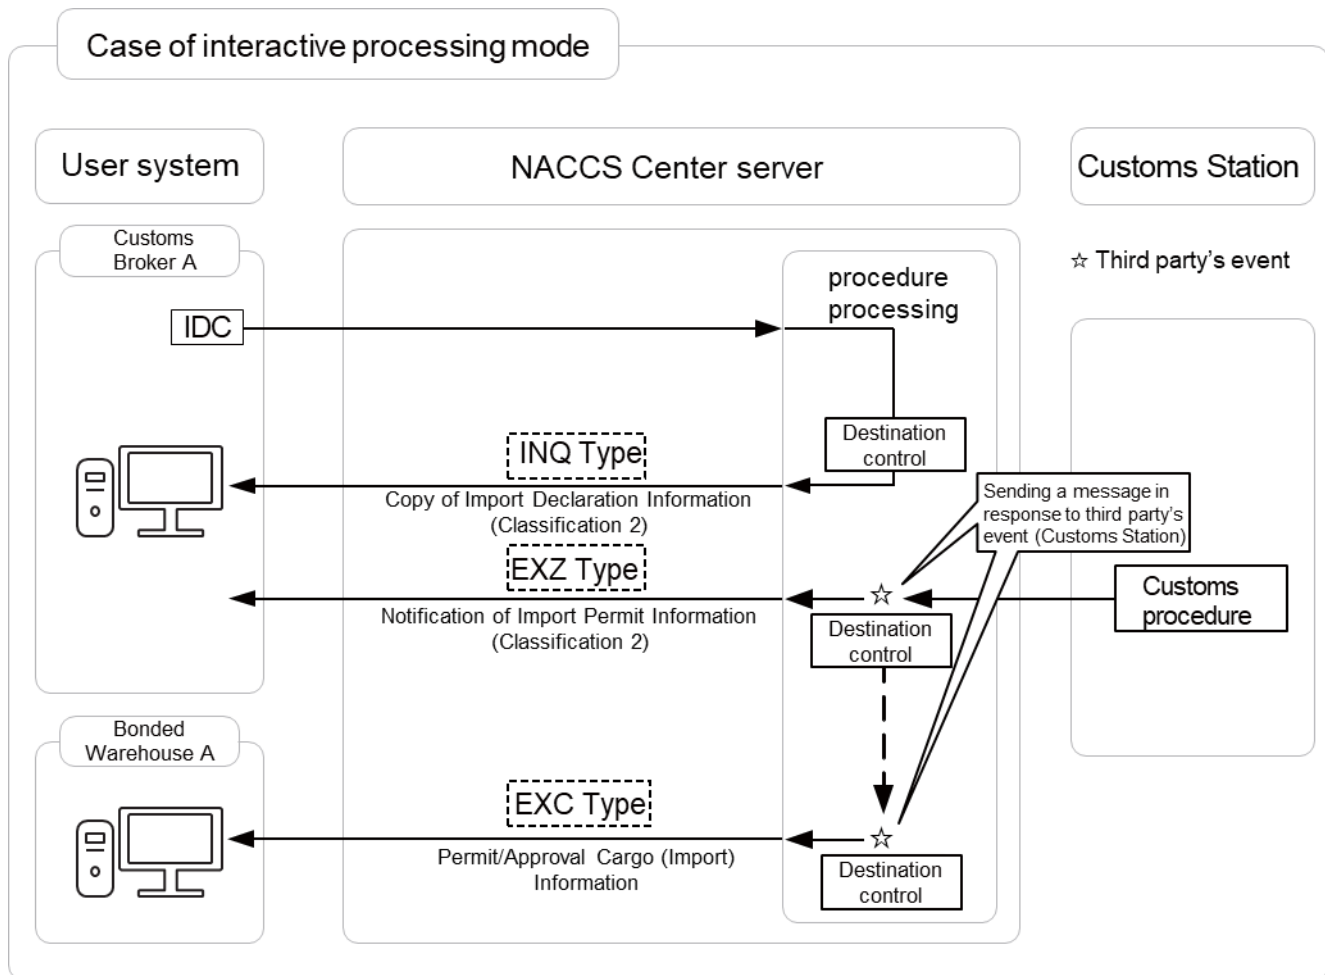 Case of interactive processing mode
User system
NACCS Center server
Customs Station
Customs
Broker A
☆ Third party's event
procedure
processing
IDC
Destination
control
INQ Type
Copy of Import Declaration Information
(Classification 2)
Sending a message in
response to third party's
event (Customs Station)
EXZ Type
☆
Customs
procedure
Notification of Import Permit Information
(Classification 2)
Destination
control
Bonded
Warehouse A
EXC Type
☆
Permit/Approval Cargo (Import)
Information
Destination
control